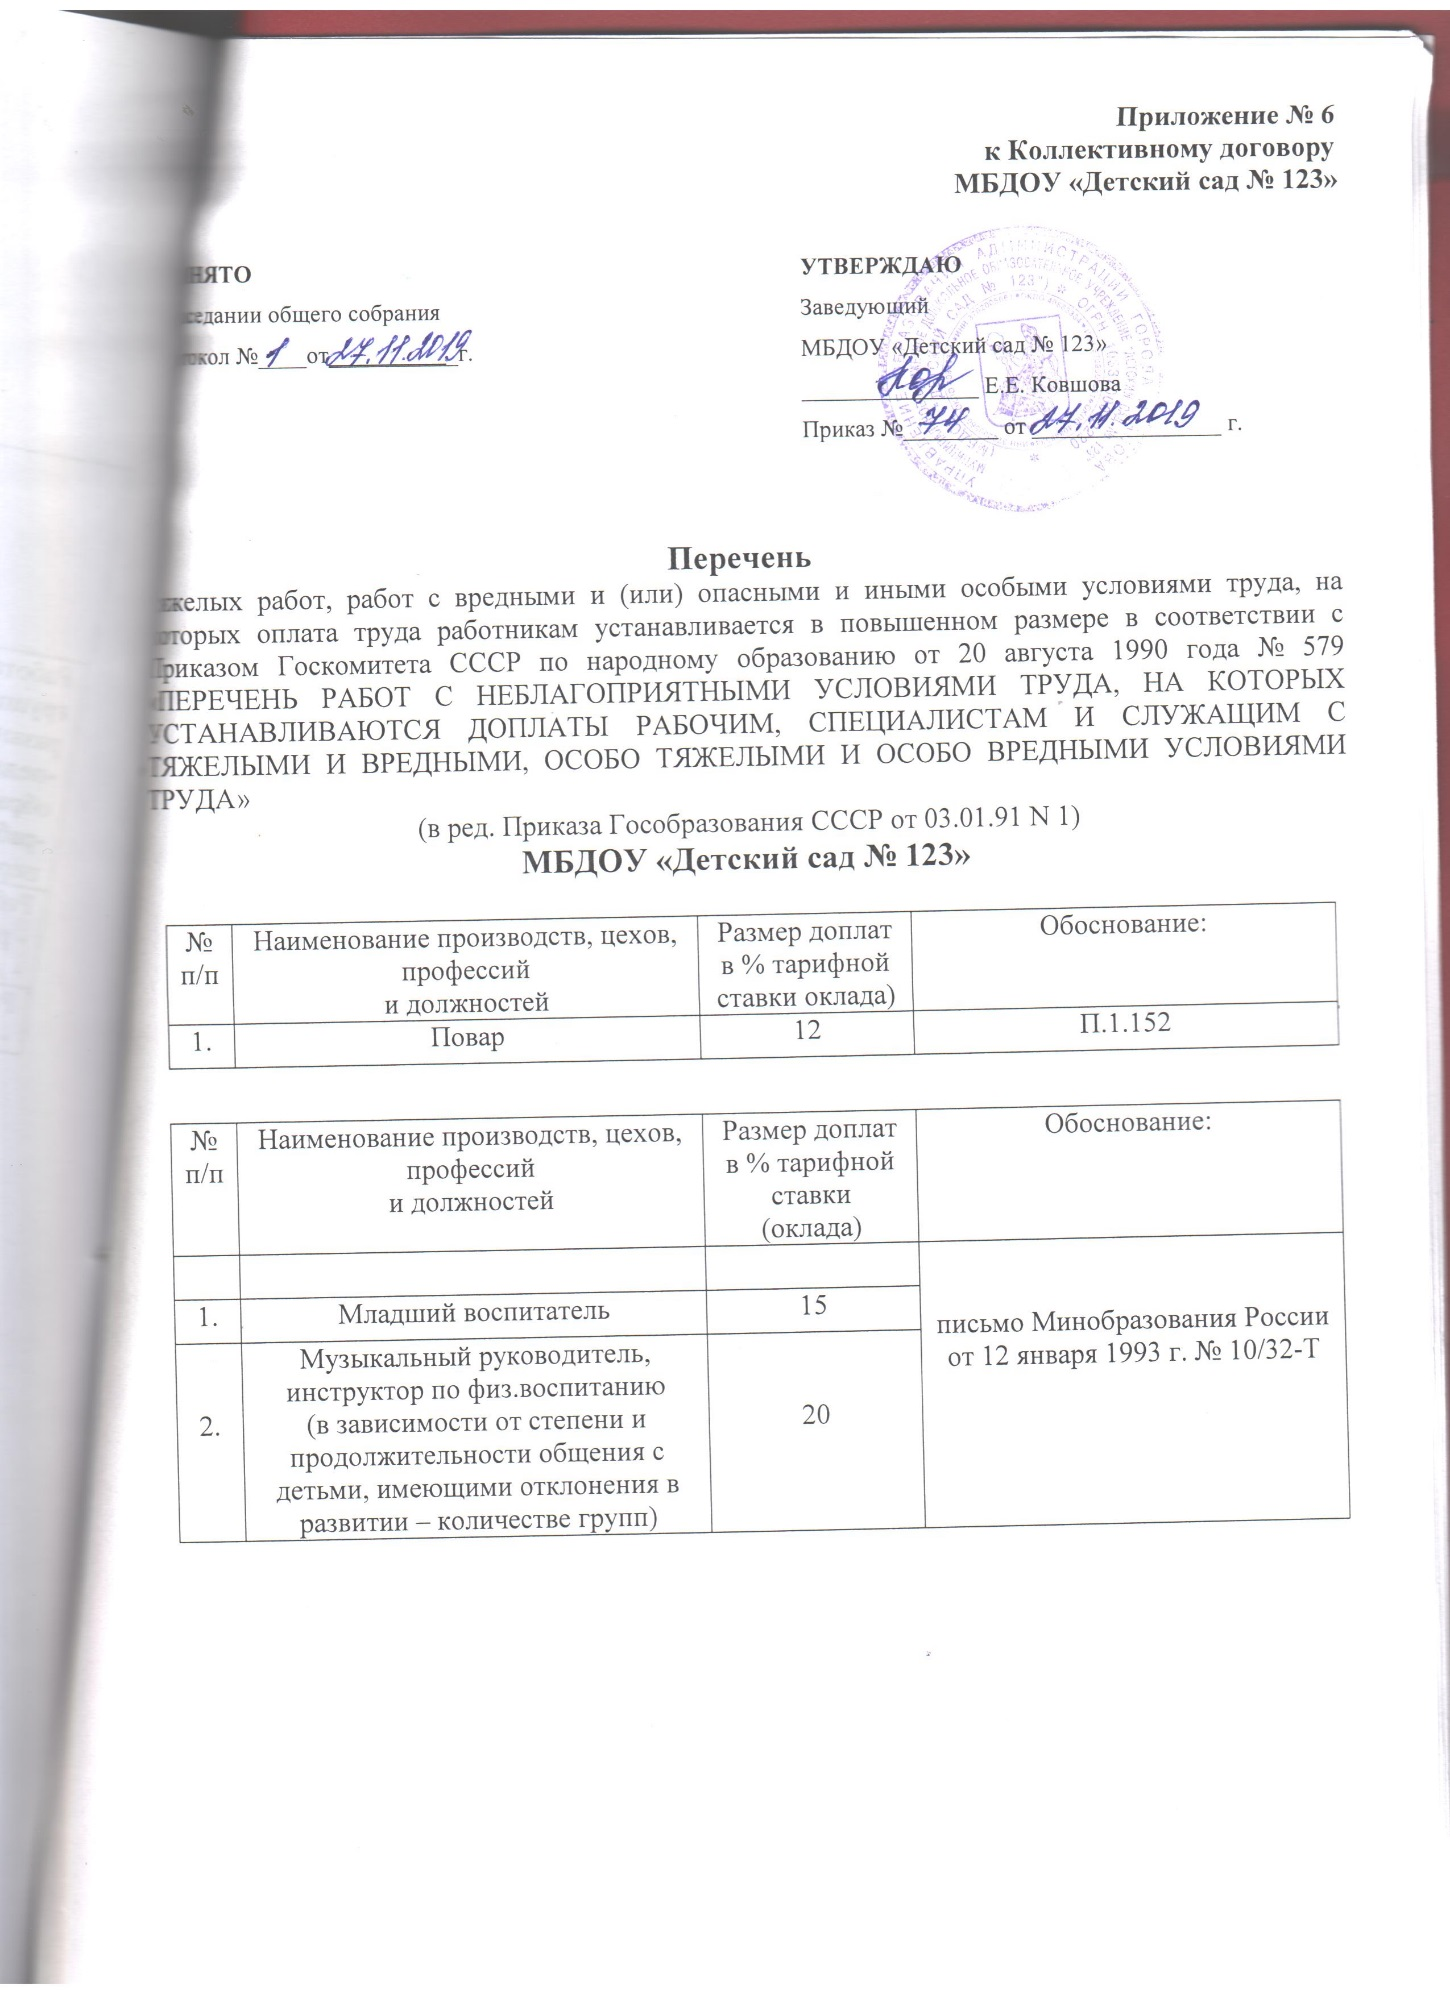 Приложение № 6
к Коллективному договору
МБДОУ «Детский сад № 123»
УТВЕРЖДАЮ
общего собрания
№ 1 от 27.11.2019 г.
Заведующий
МБДОУ «Детский сад № 123»
Е.Е. Ковшова
Приказ № 74 от 27.11.2019 г.
Перечень
работ, работ с вредными и (или) опасными и иными особыми условиями труда, на
которых оплата труда работникам устанавливается в повышенном размере в соответствии с
Приказом Госкомитета СССР по народному образованию от 20 августа 1990 года № 579
«ПЕРЕЧЕНЬ РАБОТ С НЕБЛАГОПРИЯТНЫМИ УСЛОВИЯМИ ТРУДА, НА КОТОРЫХ
УСТАНАВЛИВАЮТСЯ ДОПЛАТЫ РАБОЧИМ, СПЕЦИАЛИСТАМ И СЛУЖАЩИМ С
ТЯЖЕЛЫМИ И ВРЕДНЫМИ, ОСОБО ТЯЖЕЛЫМИ И ОСОБО ВРЕДНЫМИ УСЛОВИЯМИ
ТРУДА»
(в ред. Приказа Гособразования СССР от 03.01.91 N 1)
МБДОУ «Детский сад № 123»
№ п/п
Наименование производств, цехов,
профессий
и должностей
Размер доплат
в % тарифной
ставки оклада)
Обоснование:
1.
Повар
12
П.1.152
№ п/п
Наименование производств, цехов,
профессий
и должностей
Размер доплат
в % тарифной
ставки
(оклада)
Обоснование:
1.
Младший воспитатель
15
письмо Минобразования России
от 12 января 1993 г. № 10/32-Т
2.
Музыкальный руководитель,
инструктор по физ.воспитанию
(в зависимости от степени и
продолжительности общения с
детьми, имеющими отклонения в
развитии – количестве групп)
20